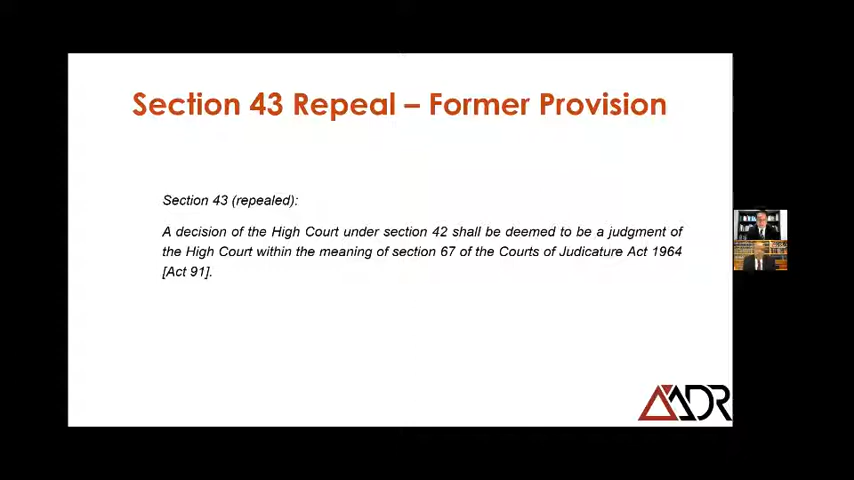 Section 43 Repeal – Former Provision
Section 43 (repealed):
A decision of the High Court under section 42 shall be deemed to be a judgment of
the High Court within the meaning of section 67 of the Courts of Judicature Act 1964
[Act 91].
AADR